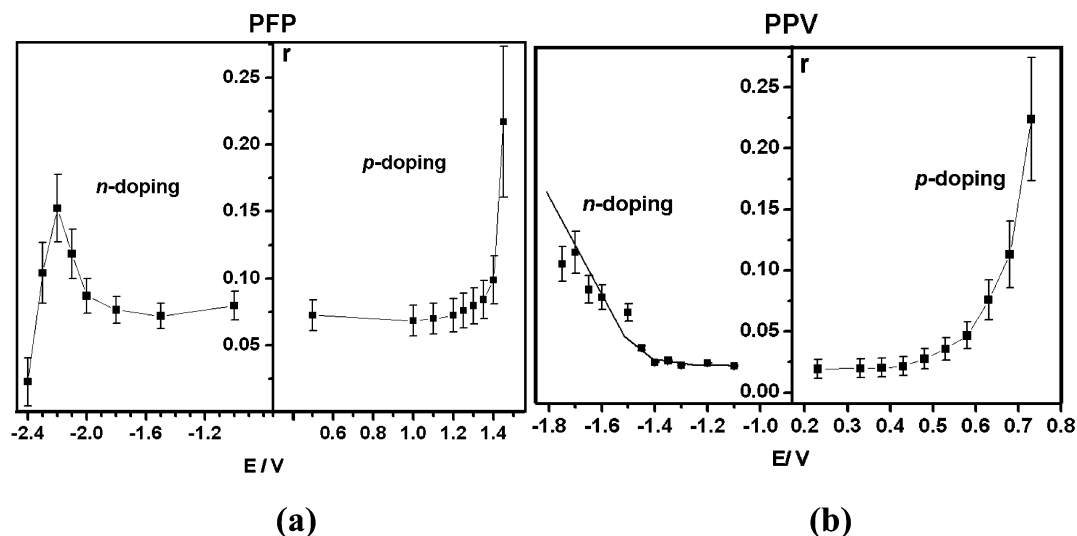 PFP
PPV
r
r
0.25
0.20
0.15
0.10
0.05
n-doping
p-doping
0.25
0.20
0.15
0.10
0.05
0.00
n-doping
p-doping
-2.4 -2.0 -1.6 -1.2
0.6 0.8 1.0 1.2 1.4
-1.8 -1.6 -1.4 -1.2 -1.0
0.2 0.3 0.4 0.5 0.6 0.7 0.8
E / V
E/ V
(a)
(b)